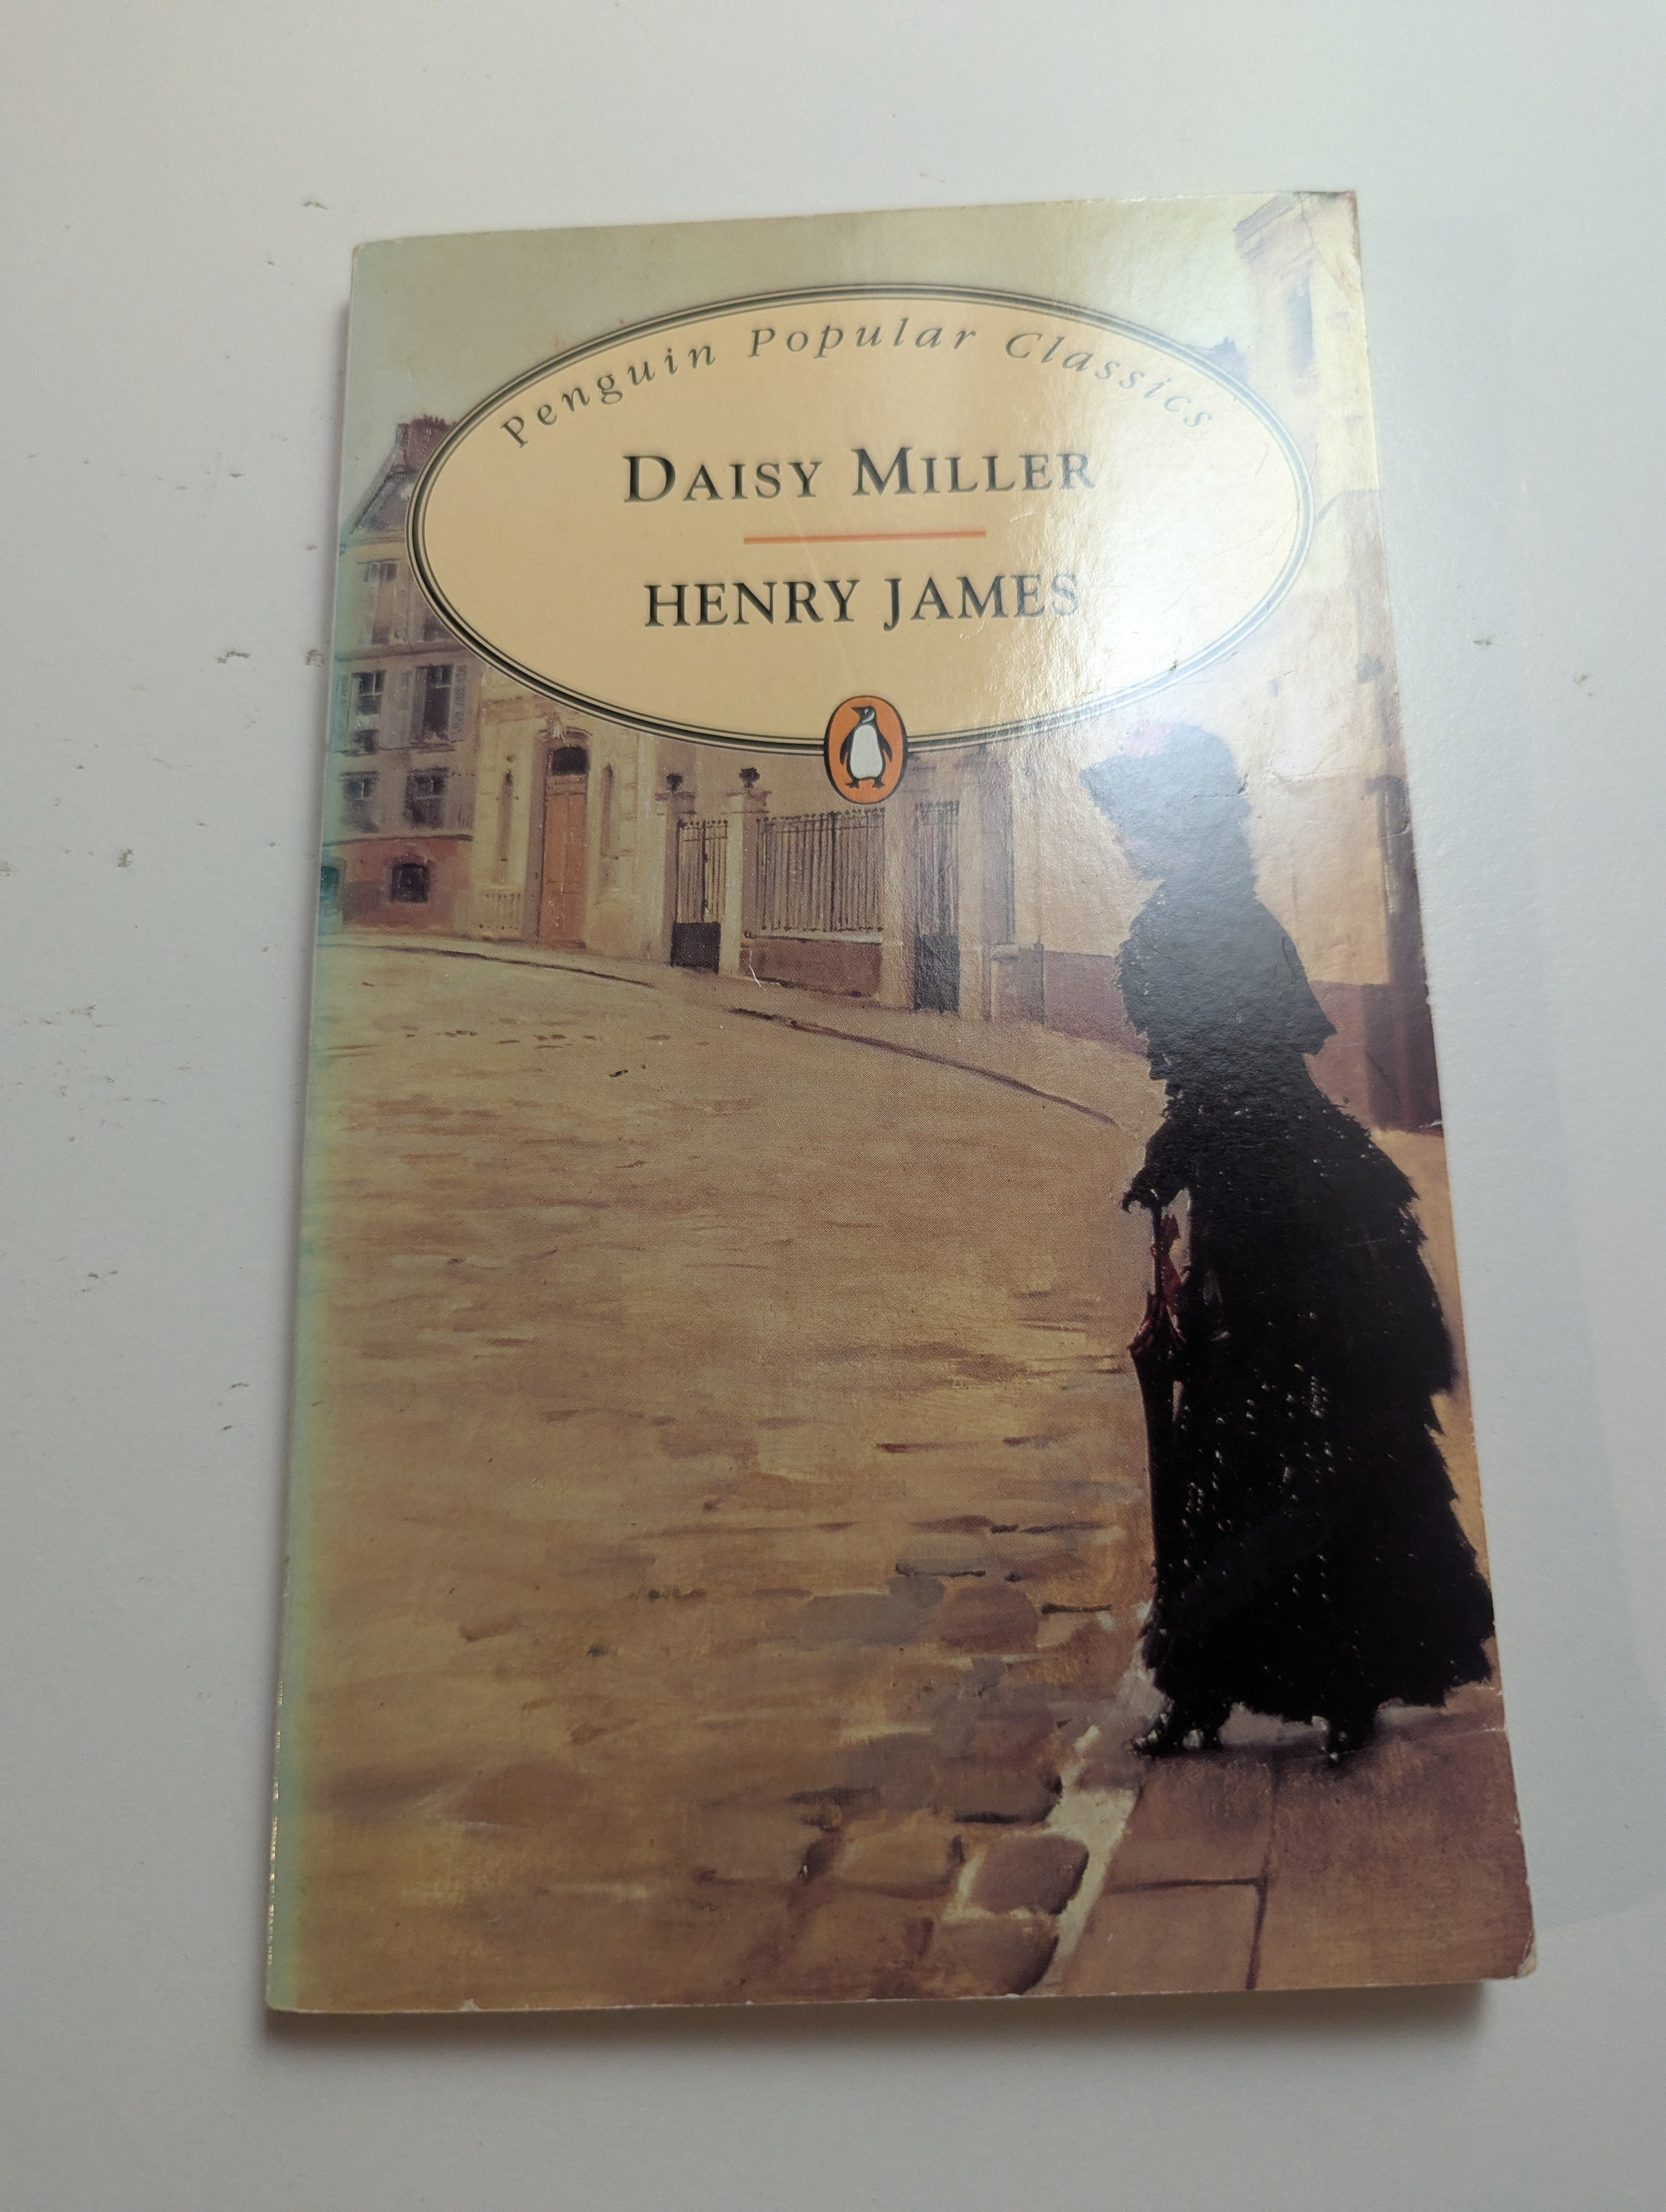 Penguin Popular Classics
DAISY MILLER
HENRY JAMES